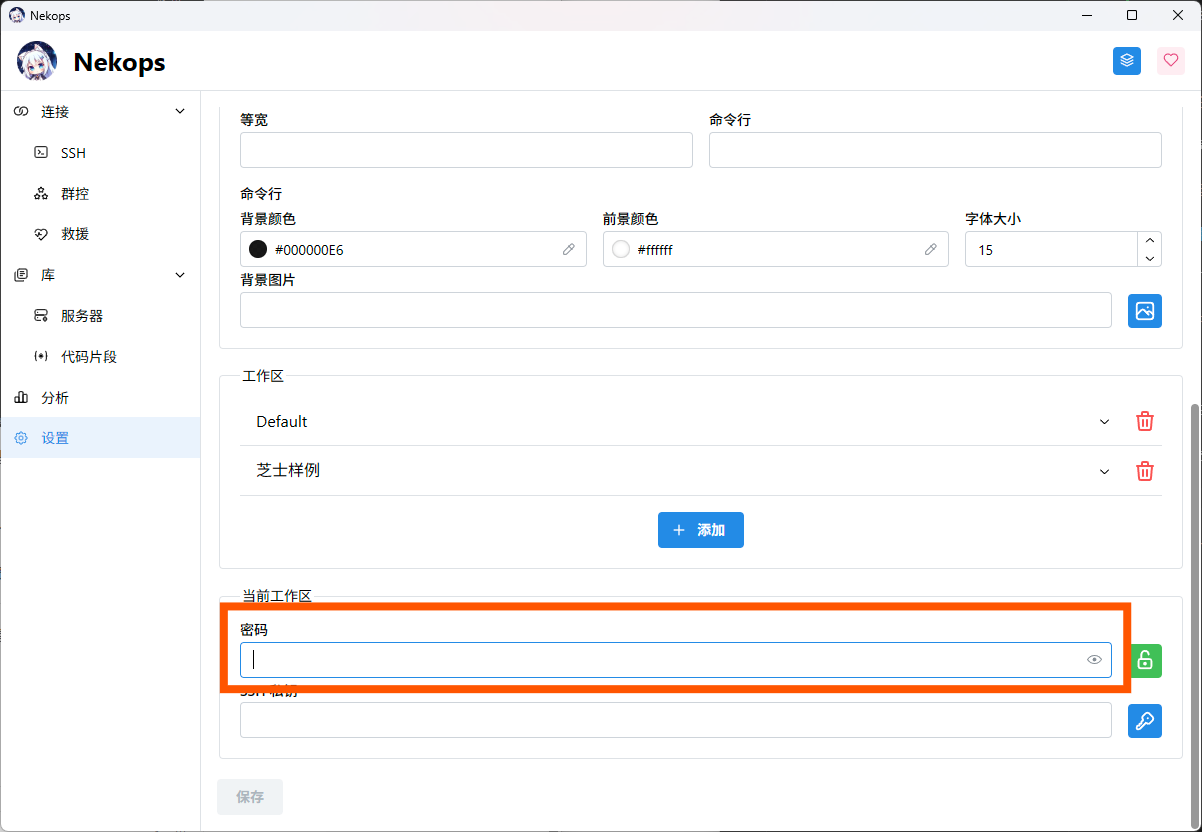 Nekops
Nekops
连接
SSH
群控
救援
库
服务器
代码片段
分析
设置
等宽
命令行
命令行
背景颜色
前景颜色
字体大小
#000000E6
#ffffff
15
背景图片
工作区
Default
芝士样例
添加
当前工作区
密码
SSH 私钥
保存